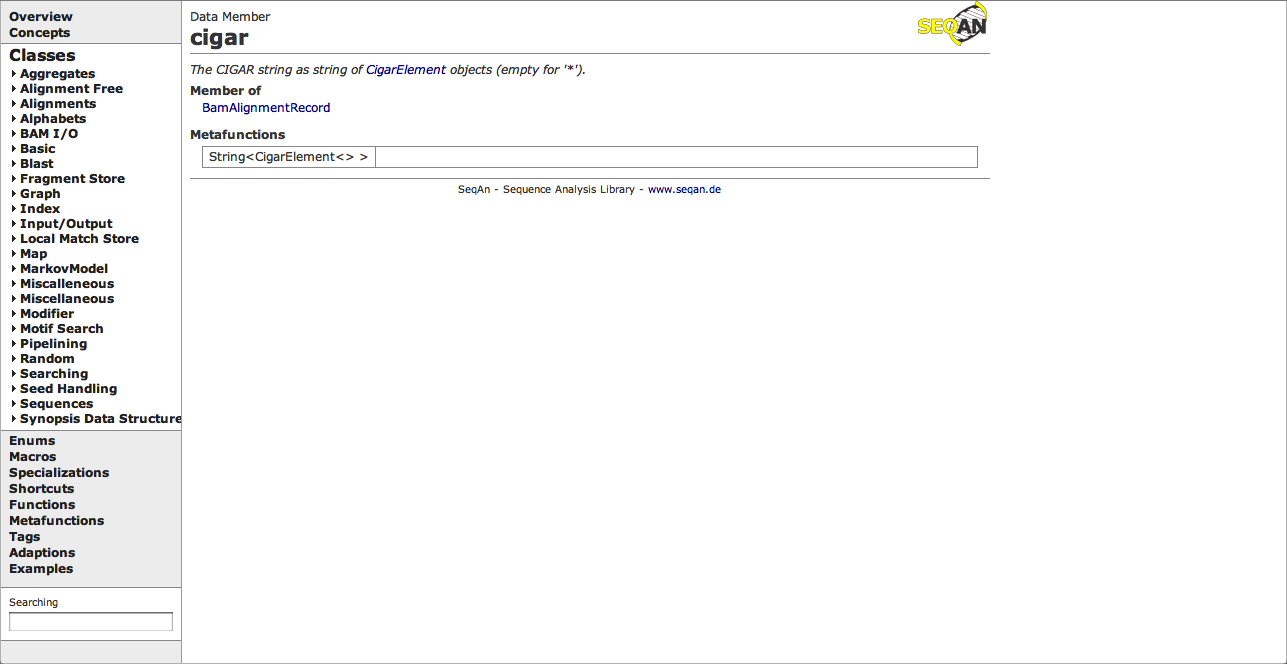 Overview
Concepts
Classes
Aggregates
Alignment Free
Alignments
Alphabets
BAM I/O
Basic
Blast
Fragment Store
Graph
Index
Input/Output
Local Match Store
Map
MarkovModel
Miscalleneous
Miscellaneous
Modifier
Motif Search
Pipelining
Random
Searching
Seed Handling
Sequences
Synopsis Data Structure
Enums
Macros
Specializations
Shortcuts
Functions
Metafunctions
Tags
Adaptions
Examples
Searching
Data Member
SEQAN
cigar
The CIGAR string as string of CigarElement objects (empty for '*').
Member of
BamAlignmentRecord
Metafunctions
String<CigarElement<> >
SeqAn - Sequence Analysis Library - www.seqan.de